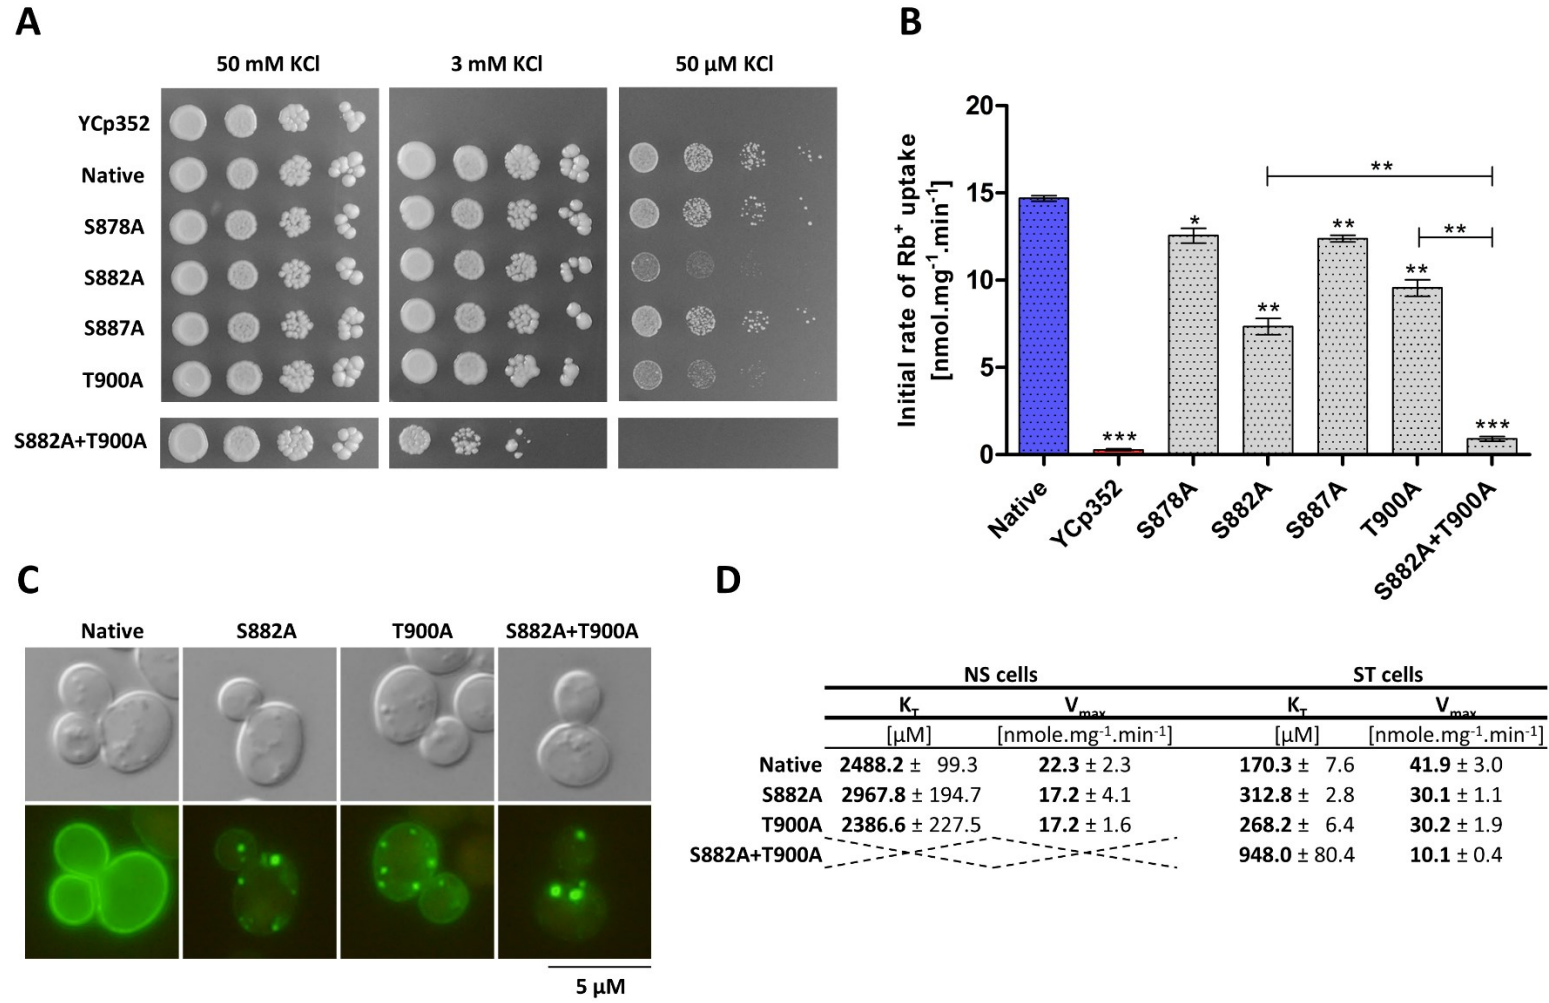 A
50 mM KCl
3 mM KCl
50 µM KCl
YCp352
Native
S878A
S882A
S887A
T900A
S882A+T900A
B
Initial rate of Rb⁺ uptake
[nmol.mg⁻¹.min⁻¹]
20
15
10
5
0
**
**
***
*
**
**
**
***
Native
YCp352
S878A
S882A
S887A
T900A
S882A+T900A
C
Native S882A T900A S882A+T900A
5 µM
D
NS cells ST cells
K_T V_max K_T V_max
[µM] [nmole.mg⁻¹.min⁻¹] [µM] [nmole.mg⁻¹.min⁻¹]
Native 2488.2 ± 99.3 22.3 ± 2.3 170.3 ± 7.6 41.9 ± 3.0
S882A 2967.8 ± 194.7 17.2 ± 4.1 312.8 ± 2.8 30.1 ± 1.1
T900A 2386.6 ± 227.5 17.2 ± 1.6 268.2 ± 6.4 30.2 ± 1.9
S882A+T900A 948.0 ± 80.4 10.1 ± 0.4